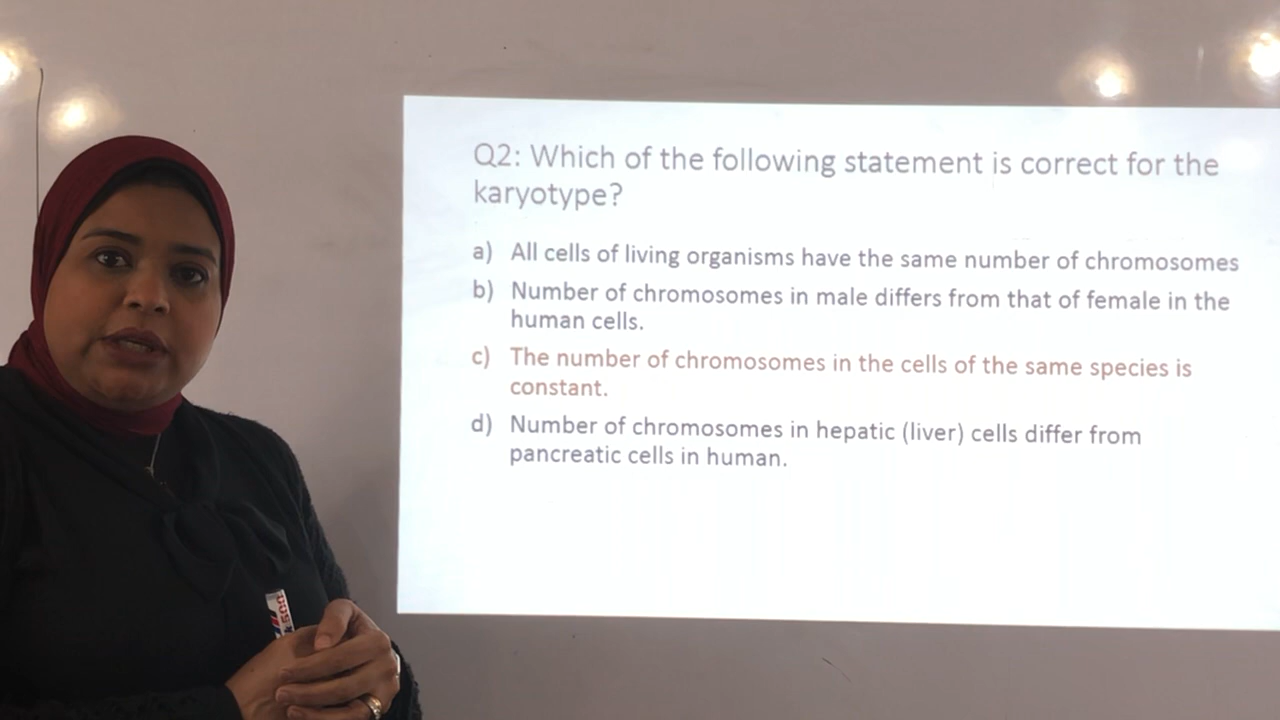 Q2: Which of the following statement is correct for the
karyotype?
a) All cells of living organisms have the same number of chromosomes
b) Number of chromosomes in male differs from that of female in the
human cells.
c) The number of chromosomes in the cells of the same species is
constant.
d) Number of chromosomes in hepatic (liver) cells differ from
pancreatic cells in human.